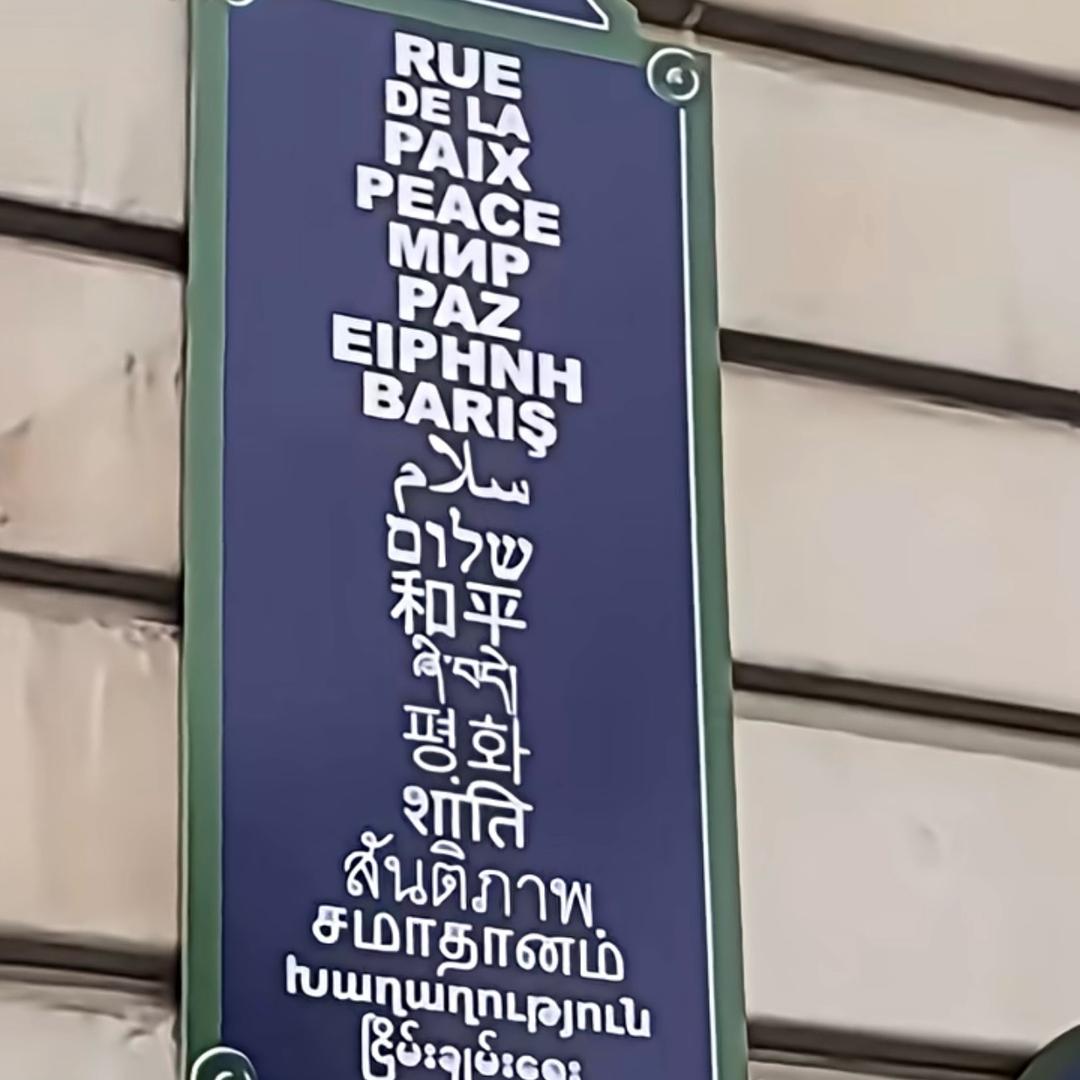 RUE
DE LA
PAIX
PEACE
МИР
PAZ
ΕΙΡΗΝΗ
BARIŞ
سلام
שלום
和平
ཞི་བདེ།
평화
शांति
สันติภาพ
சமாதானம்
Խաղաղություն
ငြိမ်းချမ်းရေး